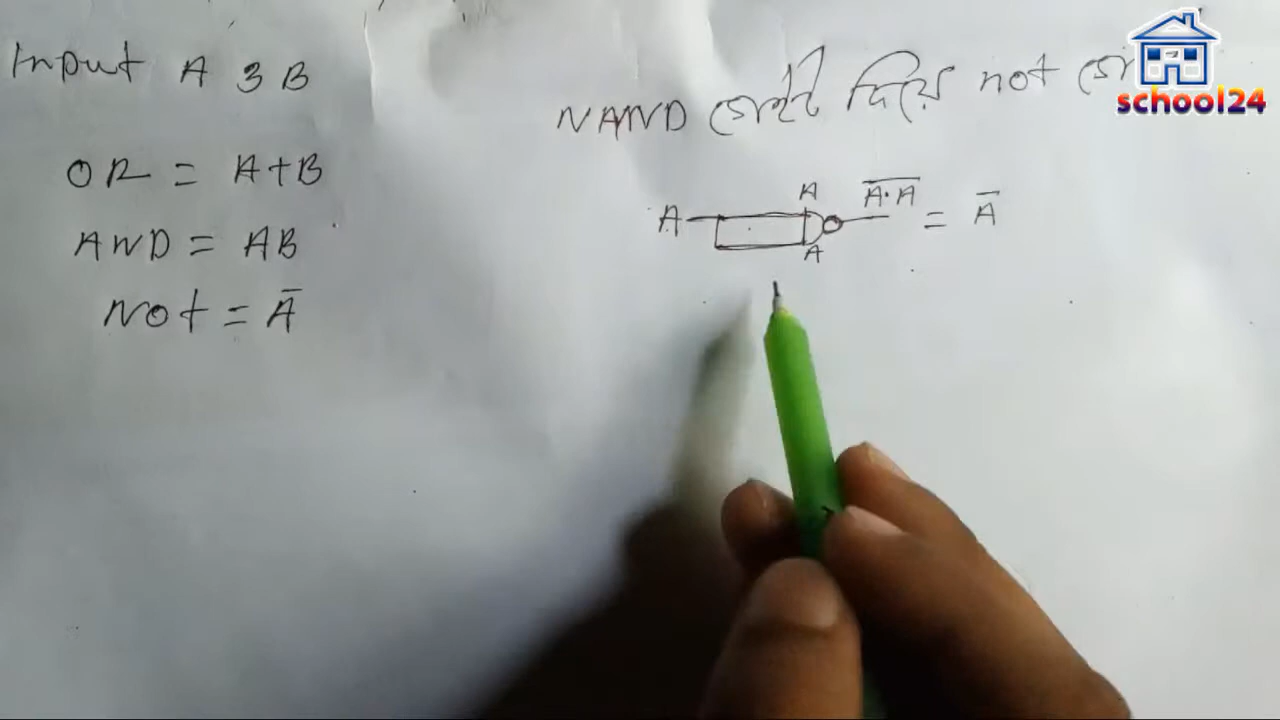 Input A ও B
OR = A+B
AND = AB
Not = A̅
NAND গেইট দিয়ে not
A
A
A
A̅·̅A̅ = A̅
school24